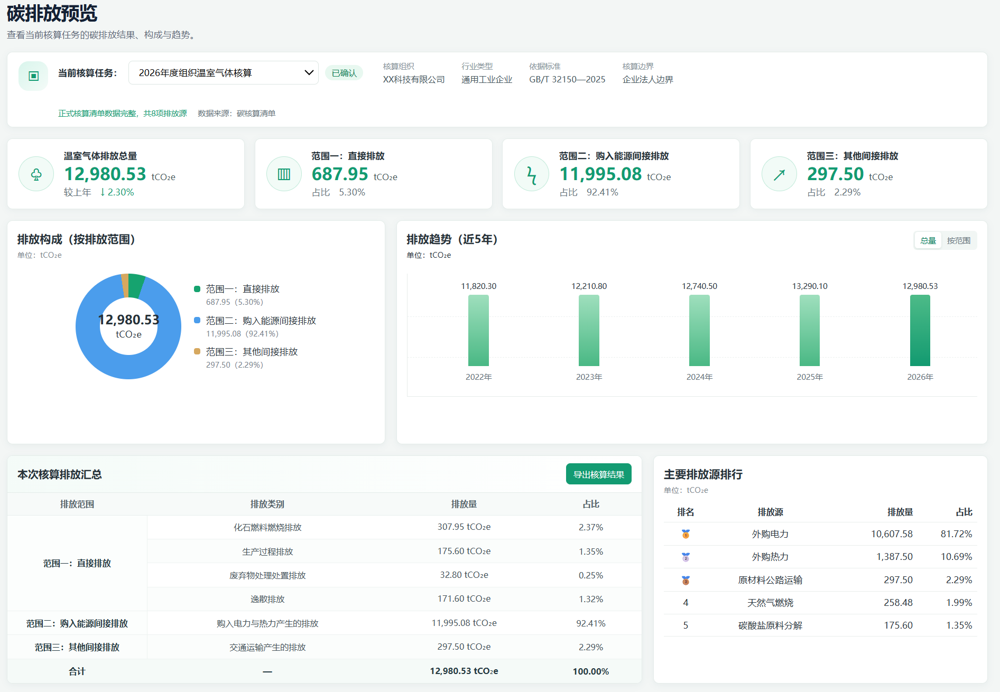 碳排放预览
查看当前核算任务的碳排放结果、构成与趋势。
当前核算任务：
2026年度组织温室气体核算
已确认
核算组织
XX科技有限公司
行业类型
通用工业企业
依据标准
GB/T 32150—2025
核算边界
企业法人边界
正式核算清单数据完整，共8项排放源 数据来源：碳核算清单
温室气体排放总量
12,980.53 tCO₂e
较上年 ↓2.30%
范围一：直接排放
687.95 tCO₂e
占比 5.30%
范围二：购入能源间接排放
11,995.08 tCO₂e
占比 92.41%
范围三：其他间接排放
297.50 tCO₂e
占比 2.29%
排放构成（按排放范围）
单位：tCO₂e
12,980.53
tCO₂e
范围一：直接排放
687.95（5.30%）
范围二：购入能源间接排放
11,995.08（92.41%）
范围三：其他间接排放
297.50（2.29%）
排放趋势（近5年）
单位：tCO₂e
总量 按范围
11,820.30 12,210.80 12,740.50 13,290.10 12,980.53
2022年 2023年 2024年 2025年 2026年
本次核算排放汇总
导出核算结果
排放范围 排放类别 排放量 占比
范围一：直接排放
化石燃料燃烧排放 307.95 tCO₂e 2.37%
生产过程排放 175.60 tCO₂e 1.35%
废弃物处理处置排放 32.80 tCO₂e 0.25%
逸散排放 171.60 tCO₂e 1.32%
范围二：购入能源间接排放 购入电力与热力产生的排放 11,995.08 tCO₂e 92.41%
范围三：其他间接排放 交通运输产生的排放 297.50 tCO₂e 2.29%
合计 — 12,980.53 tCO₂e 100.00%
主要排放源排行
单位：tCO₂e
排名 排放源 排放量 占比
🥇 外购电力 10,607.58 81.72%
🥈 外购热力 1,387.50 10.69%
🥉 原材料公路运输 297.50 2.29%
4 天然气燃烧 258.48 1.99%
5 碳酸盐原料分解 175.60 1.35%